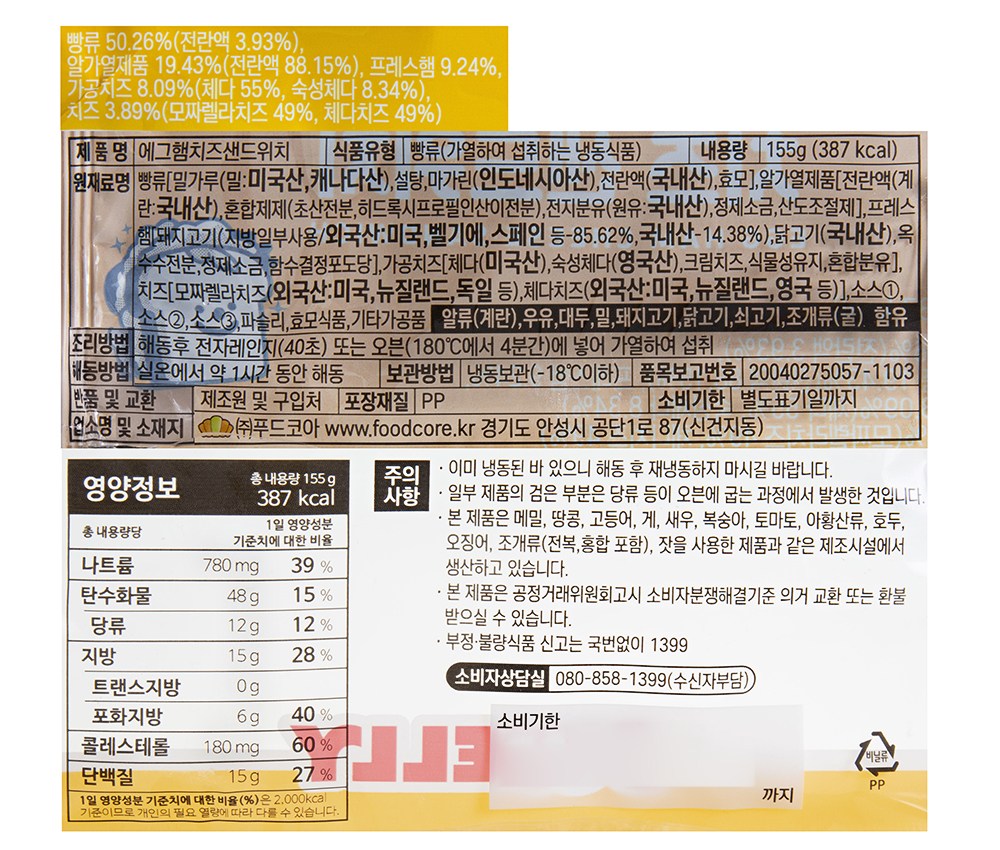 빵류 50.26%(전란액 3.93%),
알가열제품 19.43%(전란액 88.15%), 프레스햄 9.24%,
가공치즈 8.09%(체다 55%, 숙성체다 8.34%),
치즈 3.89%(모짜렐라치즈 49%, 체다치즈 49%)
제 품 명 에그햄치즈샌드위치 식품유형 빵류(가열하여 섭취하는 냉동식품) 내용량 155g (387 kcal)
원재료명 빵류[밀가루(밀:미국산,캐나다산),설탕,마가린(인도네시아산),전란액(국내산),효모],알가열제품[전란액(계
란:국내산),혼합제제(초산전분,히드록시프로필인산이전분),전지분유(원유:국내산),정제소금,산도조절제],프레스
햄[돼지고기(지방일부사용/외국산:미국,벨기에,스페인 등-85.62%,국내산-14.38%),닭고기(국내산),옥
수수전분,정제소금,함수결정포도당],가공치즈[체다(미국산),숙성체다(영국산),크림치즈,식물성유지,혼합분유],
치즈[모짜렐라치즈(외국산:미국,뉴질랜드,독일 등),체다치즈(외국산:미국,뉴질랜드,영국 등)],소스①,
소스②,소스③,파슬리,효모식품,기타가공품 알류(계란),우유,대두,밀,돼지고기,닭고기,쇠고기,조개류(굴) 함유
조리방법 해동후 전자레인지(40초) 또는 오븐(180℃에서 4분간)에 넣어 가열하여 섭취
해동방법 실온에서 약 1시간 동안 해동 보관방법 냉동보관(-18℃이하) 품목보고번호 20040275057-1103
반품 및 교환 제조원 및 구입처 포장재질 PP 소비기한 별도표기일까지
업소명 및 소재지 ㈜푸드코아 www.foodcore.kr 경기도 안성시 공단1로 87(신건지동)
영양정보 총 내용량 155 g
387 kcal
총 내용량당 1일 영양성분
기준치에 대한 비율
나트륨 780 mg 39 %
탄수화물 48 g 15 %
당류 12 g 12 %
지방 15 g 28 %
트랜스지방 0 g
포화지방 6 g 40 %
콜레스테롤 180 mg 60 %
단백질 15 g 27 %
1일 영양성분 기준치에 대한 비율(%)은 2,000kcal
기준이므로 개인의 필요 열량에 따라 다를 수 있습니다.
주의
사항
· 이미 냉동된 바 있으니 해동 후 재냉동하지 마시길 바랍니다.
· 일부 제품의 검은 부분은 당류 등이 오븐에 굽는 과정에서 발생한 것입니다.
· 본 제품은 메밀, 땅콩, 고등어, 게, 새우, 복숭아, 토마토, 아황산류, 호두,
오징어, 조개류(전복,홍합 포함), 잣을 사용한 제품과 같은 제조시설에서
생산하고 있습니다.
· 본 제품은 공정거래위원회고시 소비자분쟁해결기준 의거 교환 또는 환불
받으실 수 있습니다.
· 부정·불량식품 신고는 국번없이 1399
소비자상담실 080-858-1399(수신자부담)
소비기한
까지
비닐류
PP